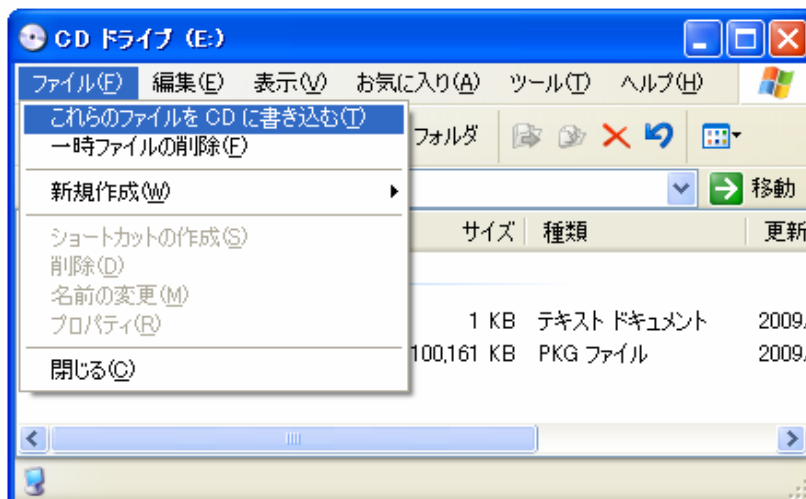 CD ドライブ (E:)
ファイル(F) 編集(E) 表示(V) お気に入り(A) ツール(T) ヘルプ(H)
これらのファイルを CD に書き込む(T)
一時ファイルの削除(F)
フォルダ
新規作成(W)
移動
ショートカットの作成(S)
削除(D)
名前の変更(M)
プロパティ(R)
閉じる(C)
サイズ 種類 更新
1 KB テキスト ドキュメント 2009.
100,161 KB PKG ファイル 2009.